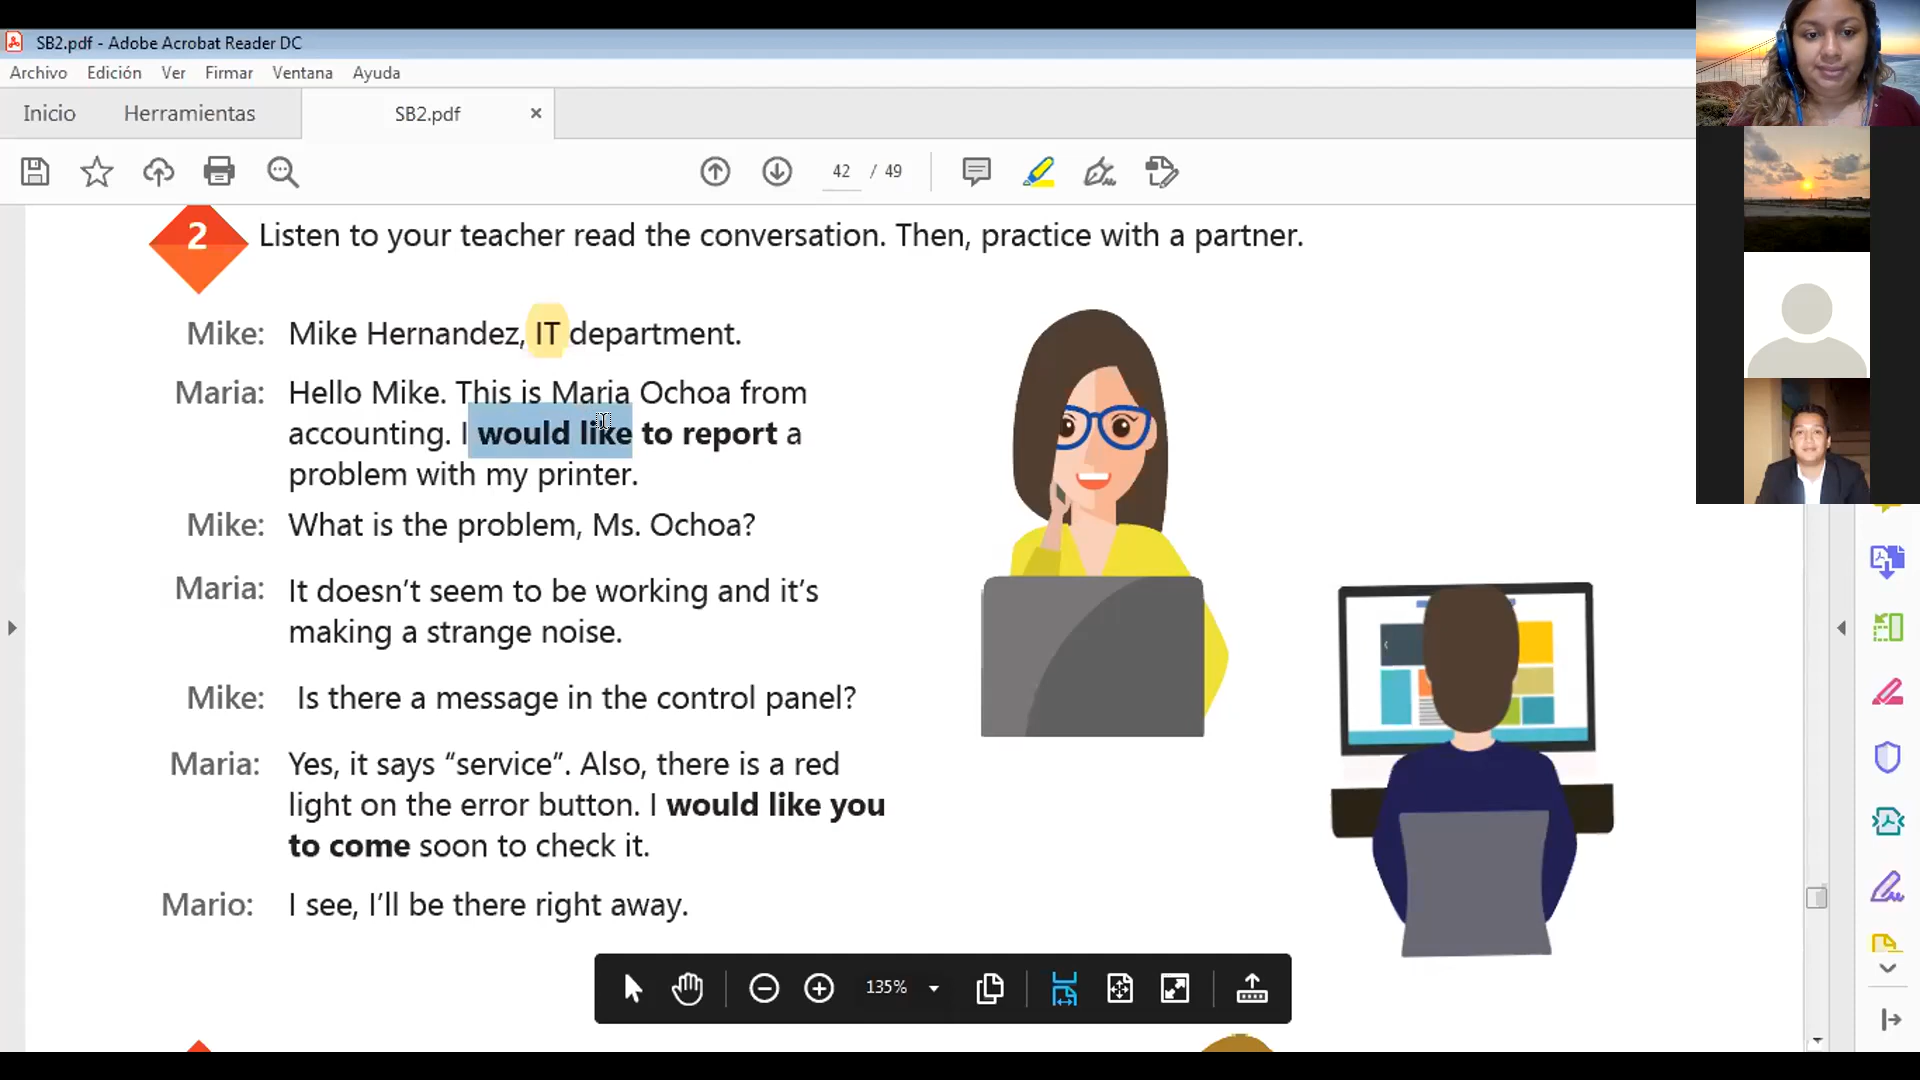 SB2.pdf - Adobe Acrobat Reader DC
Archivo Edición Ver Firmar Ventana Ayuda
Inicio Herramientas SB2.pdf ×
42 / 49
2 Listen to your teacher read the conversation. Then, practice with a partner.
Mike: Mike Hernandez, IT department.
Maria: Hello Mike. This is Maria Ochoa from
accounting. I would like to report a
problem with my printer.
Mike: What is the problem, Ms. Ochoa?
Maria: It doesn’t seem to be working and it’s
making a strange noise.
Mike: Is there a message in the control panel?
Maria: Yes, it says “service”. Also, there is a red
light on the error button. I would like you
to come soon to check it.
Mario: I see, I’ll be there right away.
135%